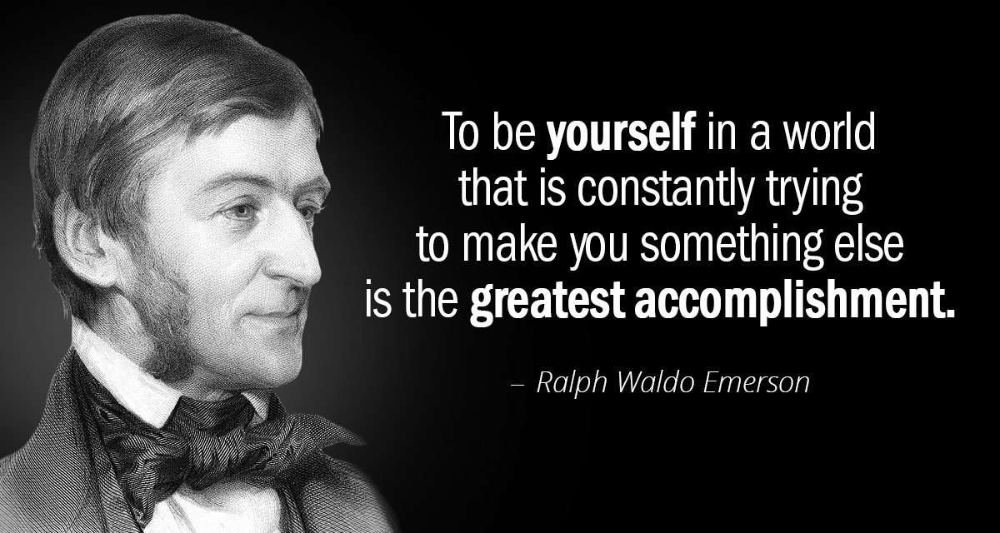 To be yourself in a world
that is constantly trying
to make you something else
is the greatest accomplishment.
– Ralph Waldo Emerson